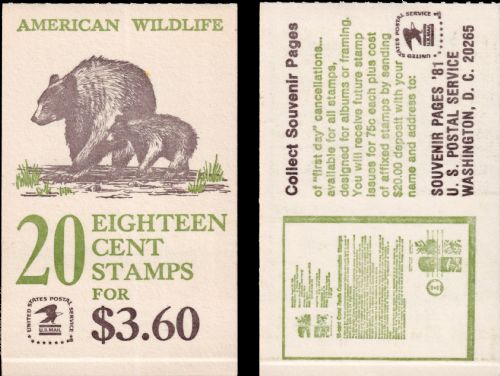 AMERICAN WILDLIFE
20
EIGHTEEN
CENT
STAMPS
FOR
$3.60
UNITED STATES POSTAL SERVICE
U.S. MAIL
Collect Souvenir Pages
of "first day" cancellations...
available for all stamps,
designed for albums or framing.
You will receive future stamp
issues for 75c each plus cost
of affixed stamps by sending
$20.00 deposit with your
name and address to:
SOUVENIR PAGES '81
U. S. POSTAL SERVICE
WASHINGTON, D. C. 20265
UNITED STATES POSTAL SERVICE
U.S. MAIL